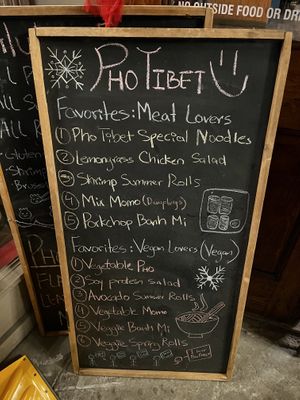 NO OUTSIDE FOOD OR DR
PHO TIBET
Favorites: Meat Lovers
① Pho Tibet Special Noodles
② Lemongrass Chicken Salad
③ Shrimp Summer Rolls
④ Mix Momo (Dumplings)
⑤ Porkchop Banh Mi
Favorites: Vegan Lovers (Vegan)
① Vegetable Pho
② Soy protein Salad
③ Avocado Summer Rolls
④ Vegetable Momo
⑤ Veggie Banh Mi
⑥ Veggie Spring Rolls